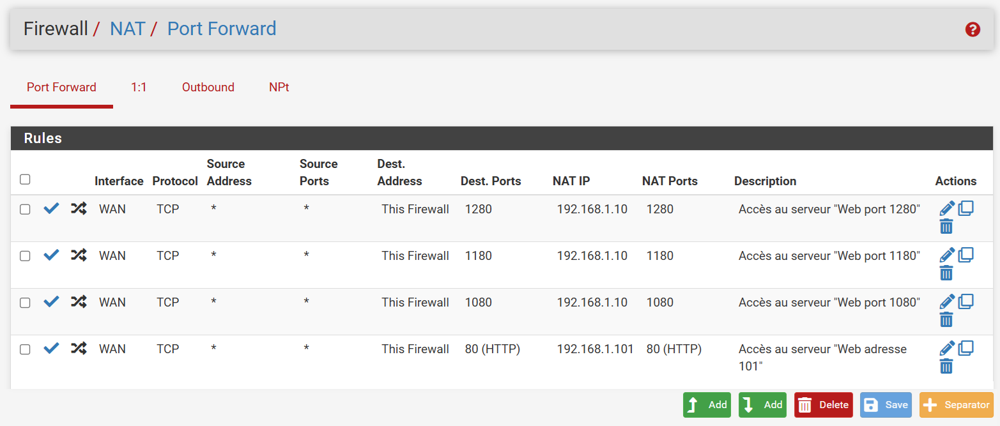 Firewall / NAT / Port Forward
Port Forward 1:1 Outbound NPt
Rules
Interface Protocol Source Address Source Ports Dest. Address Dest. Ports NAT IP NAT Ports Description Actions
WAN TCP * * This Firewall 1280 192.168.1.10 1280 Accès au serveur "Web port 1280"
WAN TCP * * This Firewall 1180 192.168.1.10 1180 Accès au serveur "Web port 1180"
WAN TCP * * This Firewall 1080 192.168.1.10 1080 Accès au serveur "Web port 1080"
WAN TCP * * This Firewall 80 (HTTP) 192.168.1.101 80 (HTTP) Accès au serveur "Web adresse
101"
Add Add Delete Save Separator